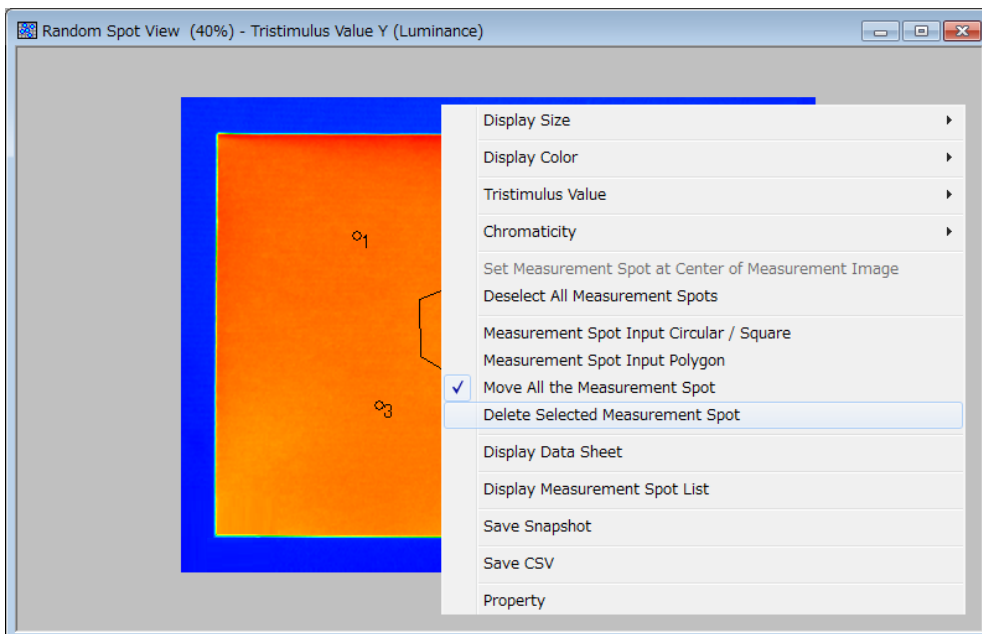 Random Spot View (40%) - Tristimulus Value Y (Luminance)
Display Size
Display Color
Tristimulus Value
Chromaticity
Set Measurement Spot at Center of Measurement Image
Deselect All Measurement Spots
Measurement Spot Input Circular / Square
Measurement Spot Input Polygon
Move All the Measurement Spot
Delete Selected Measurement Spot
Display Data Sheet
Display Measurement Spot List
Save Snapshot
Save CSV
Property
1
3